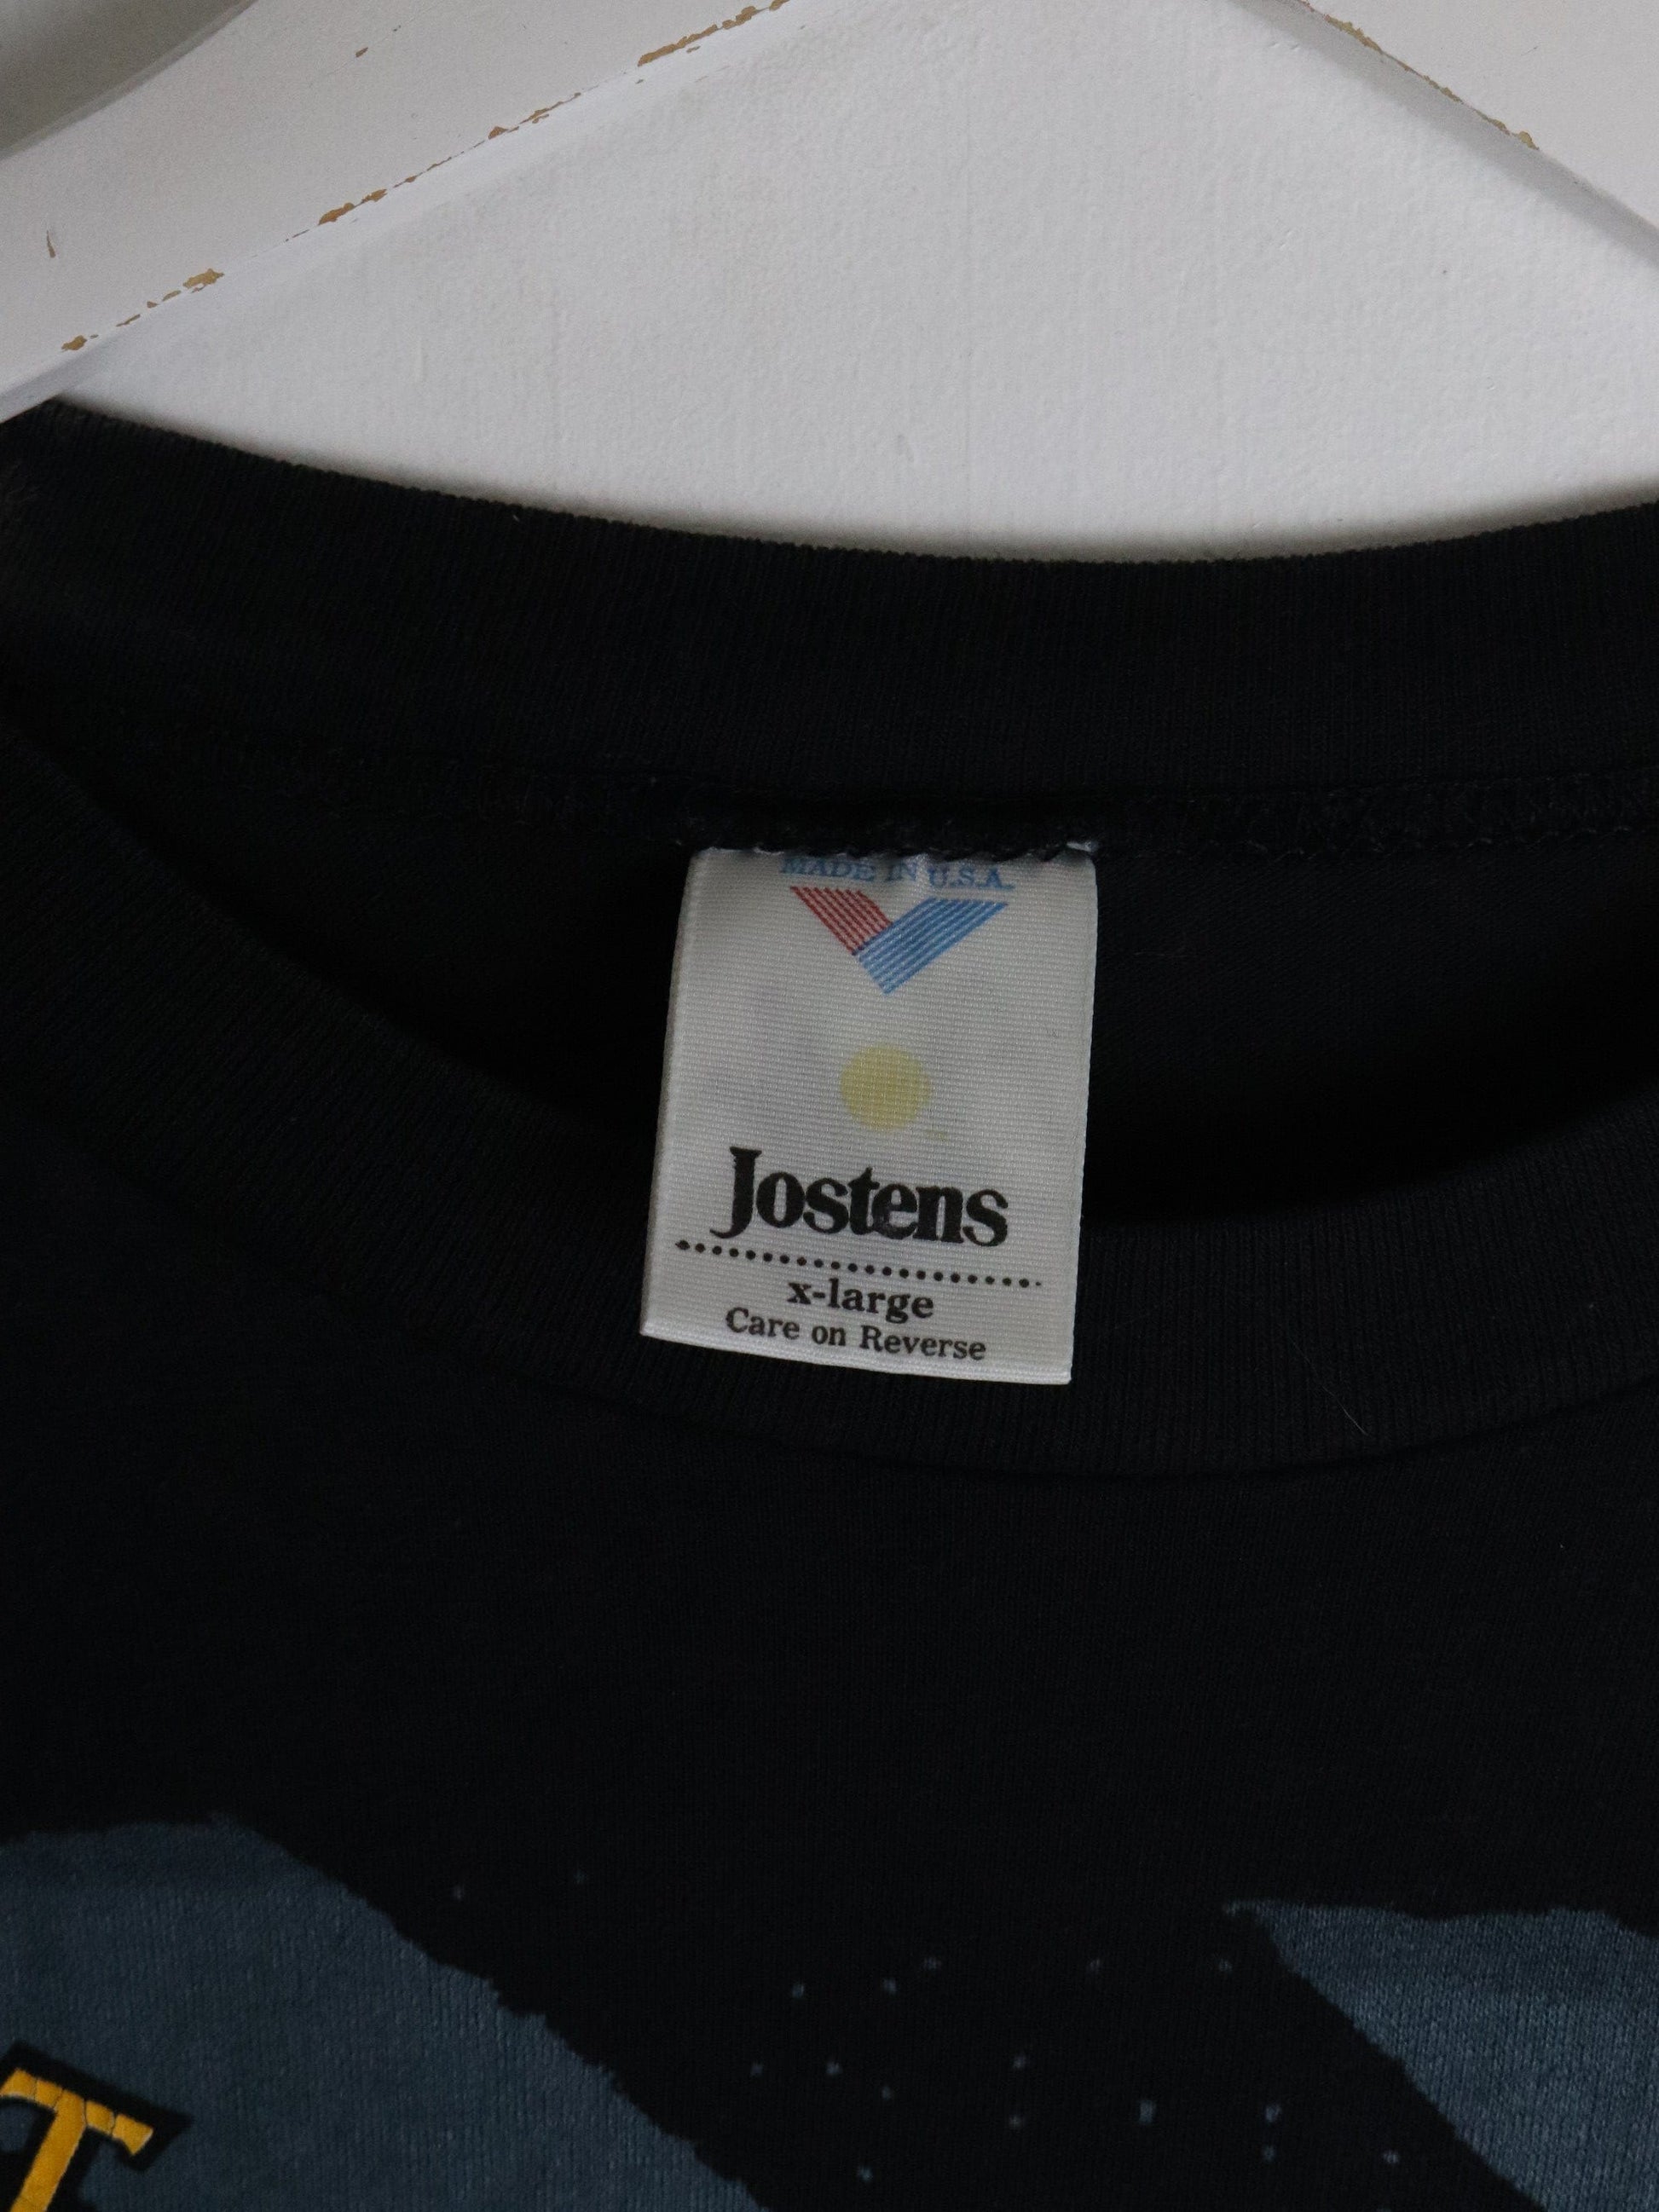 MADE IN U.S.A.
Jostens
x-large
Care on Reverse
T